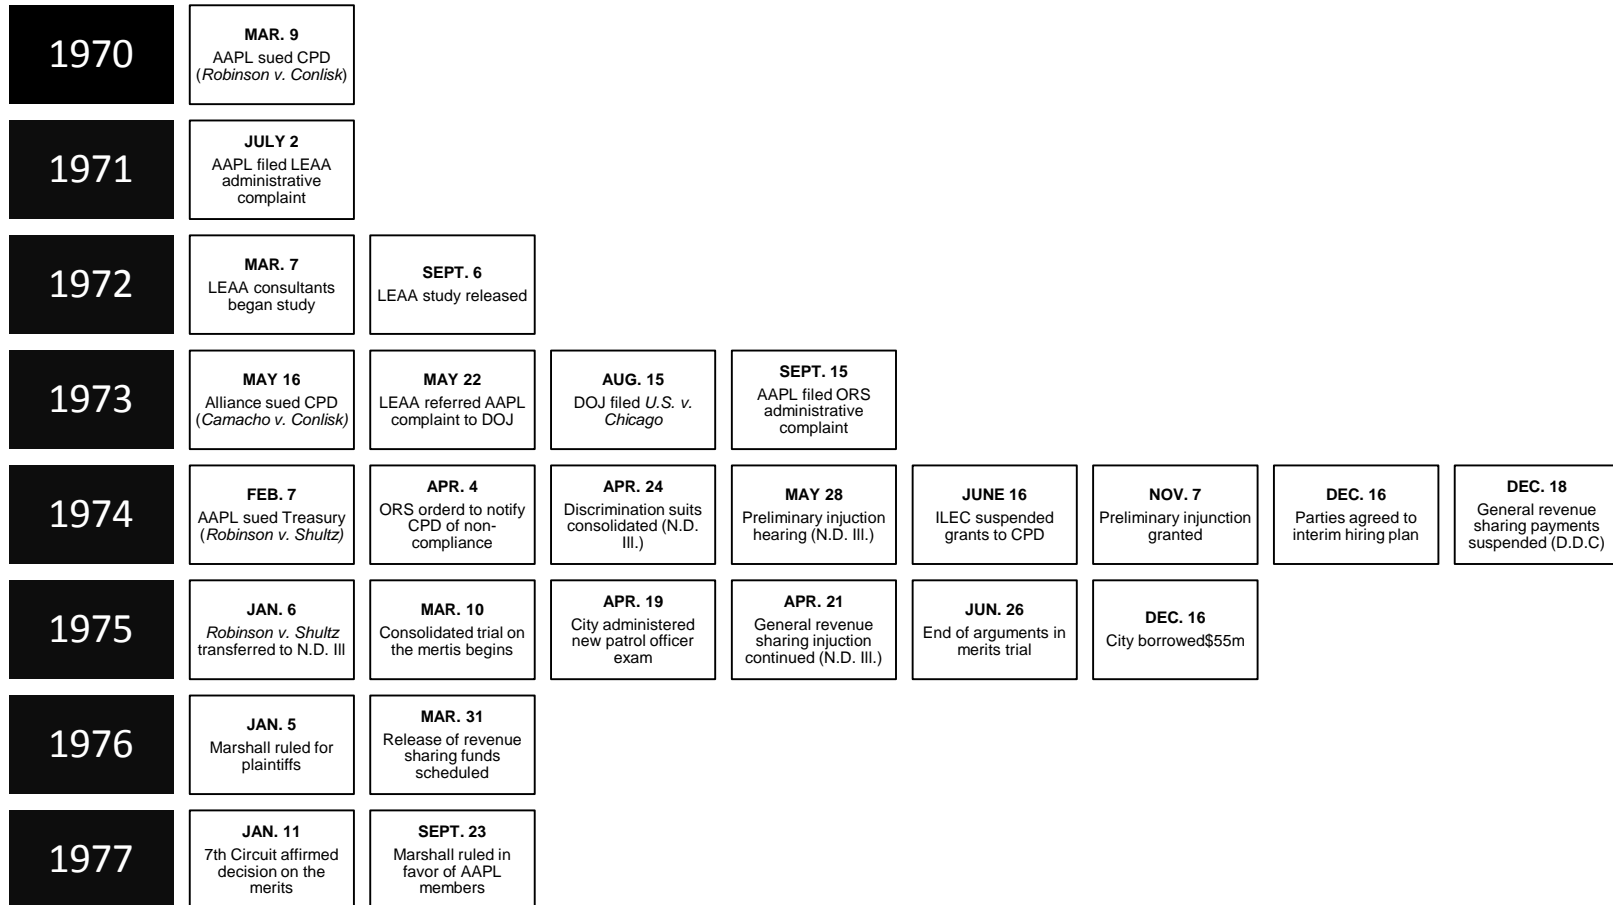 1970
MAR. 9
AAPL sued CPD
(Robinson v. Conlisk)
1971
JULY 2
AAPL filed LEAA
administrative
complaint
1972
MAR. 7
LEAA consultants
began study
SEPT. 6
LEAA study released
1973
MAY 16
Alliance sued CPD
(Camacho v. Conlisk)
MAY 22
LEAA referred AAPL
complaint to DOJ
AUG. 15
DOJ filed U.S. v.
Chicago
SEPT. 15
AAPL filed ORS
administrative
complaint
1974
FEB. 7
AAPL sued Treasury
(Robinson v. Shultz)
APR. 4
ORS orderd to notify
CPD of non-
compliance
APR. 24
Discrimination suits
consolidated (N.D.
Ill.)
MAY 28
Preliminary injuction
hearing (N.D. Ill.)
JUNE 16
ILEC suspended
grants to CPD
NOV. 7
Preliminary injunction
granted
DEC. 16
Parties agreed to
interim hiring plan
DEC. 18
General revenue
sharing payments
suspended (D.D.C)
1975
JAN. 6
Robinson v. Shultz
transferred to N.D. Ill
MAR. 10
Consolidated trial on
the mertis begins
APR. 19
City administered
new patrol officer
exam
APR. 21
General revenue
sharing injuction
continued (N.D. Ill.)
JUN. 26
End of arguments in
merits trial
DEC. 16
City borrowed$55m
1976
JAN. 5
Marshall ruled for
plaintiffs
MAR. 31
Release of revenue
sharing funds
scheduled
1977
JAN. 11
7th Circuit affirmed
decision on the
merits
SEPT. 23
Marshall ruled in
favor of AAPL
members